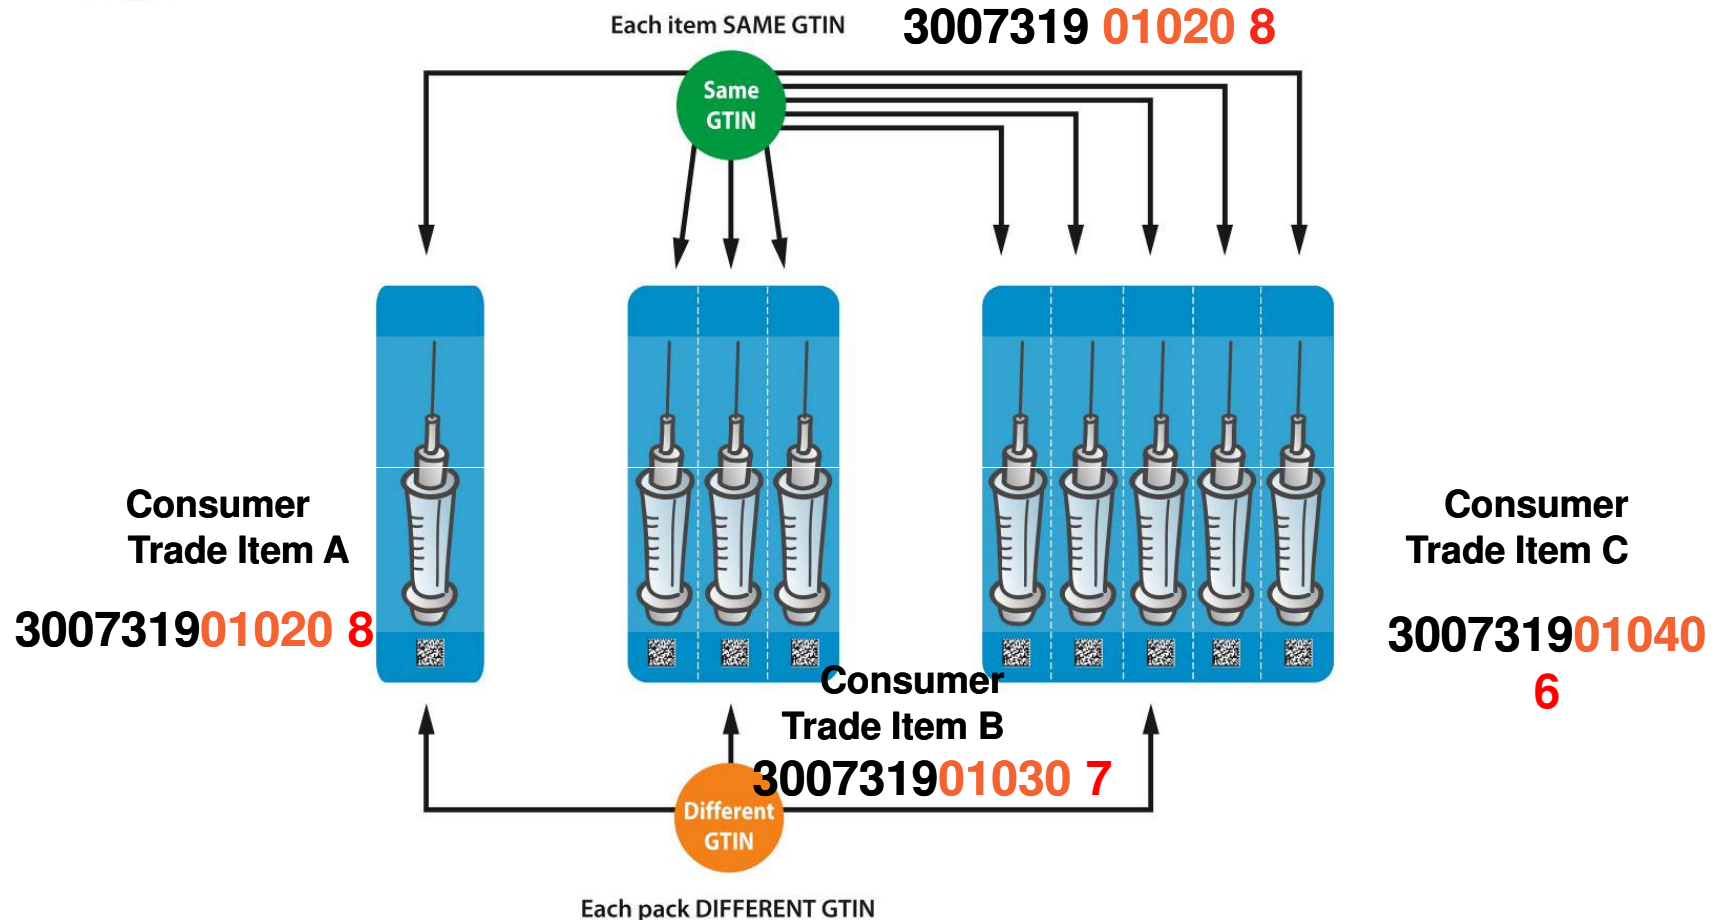 Each item SAME GTIN
3007319 01020 8
Same
GTIN
Consumer
Trade Item A
300731901020 8
Consumer
Trade Item B
300731901030 7
Consumer
Trade Item C
300731901040
6
Different
GTIN
Each pack DIFFERENT GTIN